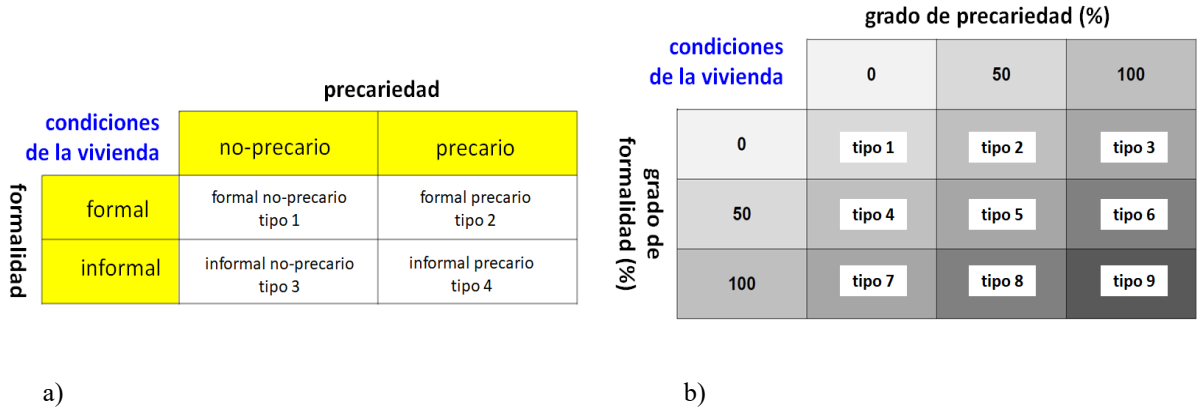 precariedad
condiciones
de la vivienda
no-precario precario
formalidad
formal
formal no-precario
tipo 1
formal precario
tipo 2
informal
informal no-precario
tipo 3
informal precario
tipo 4
a)
grado de precariedad (%)
condiciones
de la vivienda
0 50 100
grado de
formalidad (%)
0 tipo 1 tipo 2 tipo 3
50 tipo 4 tipo 5 tipo 6
100 tipo 7 tipo 8 tipo 9
b)